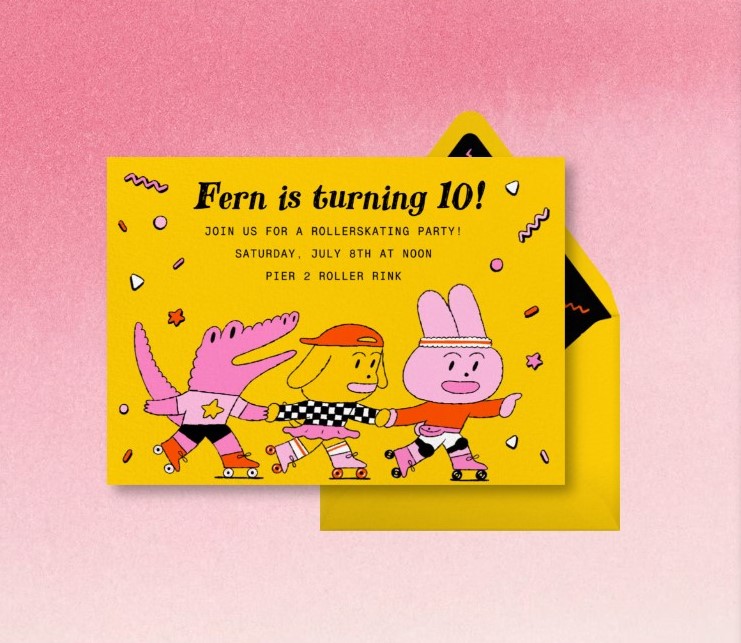 Fern is turning 10!
JOIN US FOR A ROLLERSKATING PARTY!
SATURDAY, JULY 8TH AT NOON
PIER 2 ROLLER RINK